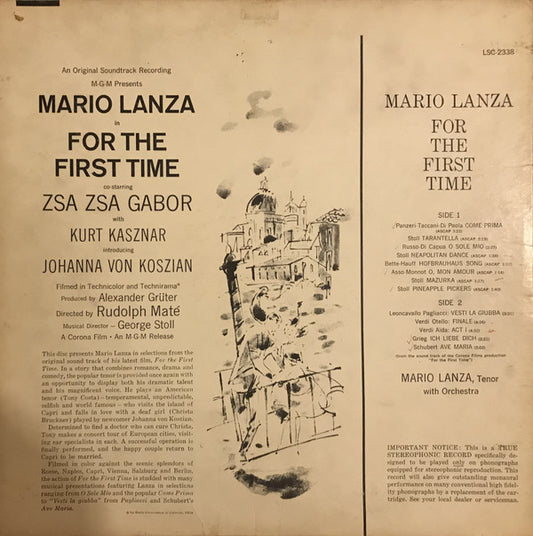 LSC-2338
An Original Soundtrack Recording
M-G-M Presents
MARIO LANZA
in
FOR THE
FIRST TIME
co-starring
ZSA ZSA GABOR
with
KURT KASZNAR
introducing
JOHANNA VON KOSZIAN
Filmed in Technicolor and Technirama®
Produced by Alexander Grüter
Directed by Rudolph Maté
Musical Director – George Stoll
A Corona Film • An M-G-M Release
This disc presents Mario Lanza in selections from the
original sound track of his latest film, For the First
Time. In a story that combines romance, drama and
comedy, the popular tenor is provided once again with
an opportunity to display both his dramatic talent
and his magnificent voice. He plays an American
tenor (Tony Costa)—temperamental, unpredictable,
selfish and world famous – who visits the island of
Capri and falls in love with a deaf girl (Christa
Bruckner) played by newcomer Johanna von Koszian.
Determined to find a doctor who can cure Christa,
Tony makes a concert tour of European cities, visit-
ing ear specialists in each. A successful operation is
finally performed, and the happy couple return to
Capri to be married.
Filmed in color against the scenic splendors of
Rome, Naples, Capri, Vienna, Salzburg and Berlin,
the action of For the First Time is studded with many
musical presentations featuring Lanza in selections
ranging from O Sole Mio and the popular Come Prima
to "Vesti la giubba" from Pagliacci and Schubert's
Ave Maria.
MARIO LANZA
FOR
THE
FIRST
TIME
SIDE 1
Panzeri-Taccani-Di Paola COME PRIMA
(ASCAP
Stoll TARANTELLA (ASCAP
Russo-Di Capua O SOLE MIO
Stoll NEAPOLITAN DANCE (ASCAP
Bette-Hauff HOFBRAUHAUS SONG (ASCAP
Asso-Monnot O, MON AMOUR (ASCAP
Stoll MAZURRA (ASCAP
Stoll PINEAPPLE PICKERS (ASCAP
SIDE 2
Leoncavallo Pagliacci: VESTI LA GIUBBA
Verdi Otello: FINALE
Verdi Aida: ACT I
Grieg ICH LIEBE DICH
Schubert AVE MARIA
(from the sound track of the Corona Films production
"For the First Time")
MARIO LANZA, Tenor
with Orchestra
IMPORTANT NOTICE: This is a TRUE
STEREOPHONIC RECORD specifically de-
signed to be played only on phonographs
equipped for stereophonic reproduction. This
record will also give outstanding monaural
performance on many conventional high fidel-
ity phonographs by a replacement of the car-
tridge. See your local dealer or serviceman.